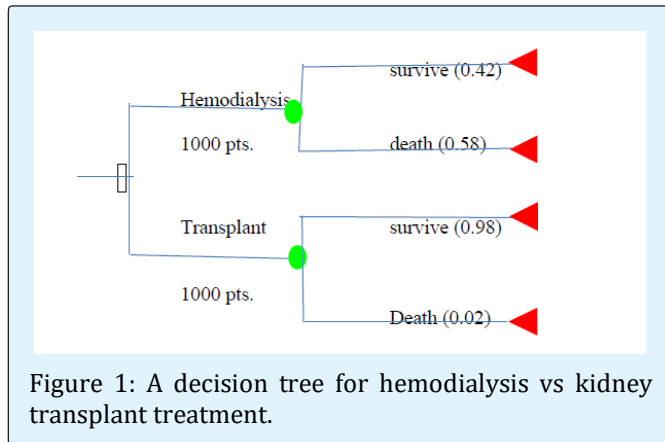 survive (0.42)
Hemodialysis
1000 pts.
death (0.58)
Transplant
survive (0.98)
1000 pts.
Death (0.02)
Figure 1: A decision tree for hemodialysis vs kidney
transplant treatment.